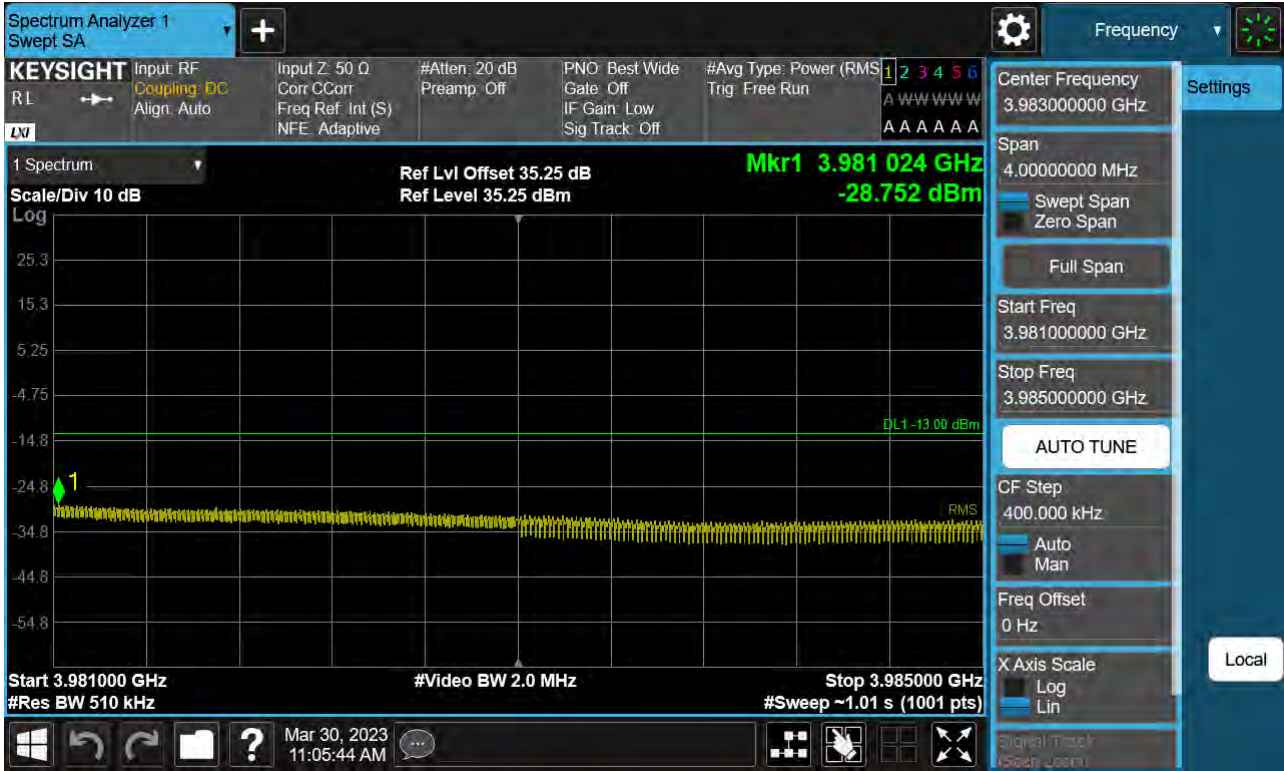 Spectrum Analyzer 1
Swept SA
+
Frequency
KEYSIGHT
RL
LXI
Input: RF
Coupling: DC
Align: Auto
Input Z: 50 Ω
Corr CCorr
Freq Ref: Int (S)
NFE: Adaptive
#Atten: 20 dB
Preamp: Off
PNO: Best Wide
Gate: Off
IF Gain: Low
Sig Track: Off
#Avg Type: Power (RMS
Trig: Free Run
1 2 3 4 5 6
A W W W W W
A A A A A A
1 Spectrum
Scale/Div 10 dB
Log
Ref Lvl Offset 35.25 dB
Ref Level 35.25 dBm
Mkr1 3.981 024 GHz
-28.752 dBm
25.3
15.3
5.25
-4.75
DL1 -13.00 dBm
-14.8
-24.8
1
RMS
-34.8
-44.8
-54.8
Start 3.981000 GHz
#Res BW 510 kHz
#Video BW 2.0 MHz
Stop 3.985000 GHz
#Sweep ~1.01 s (1001 pts)
Center Frequency
3.983000000 GHz
Settings
Span
4.00000000 MHz
Swept Span
Zero Span
Full Span
Start Freq
3.981000000 GHz
Stop Freq
3.985000000 GHz
AUTO TUNE
CF Step
400.000 kHz
Auto
Man
Freq Offset
0 Hz
X Axis Scale
Log
Lin
Signal Track
(Span Zoom)
Local
?
Mar 30, 2023
11:05:44 AM